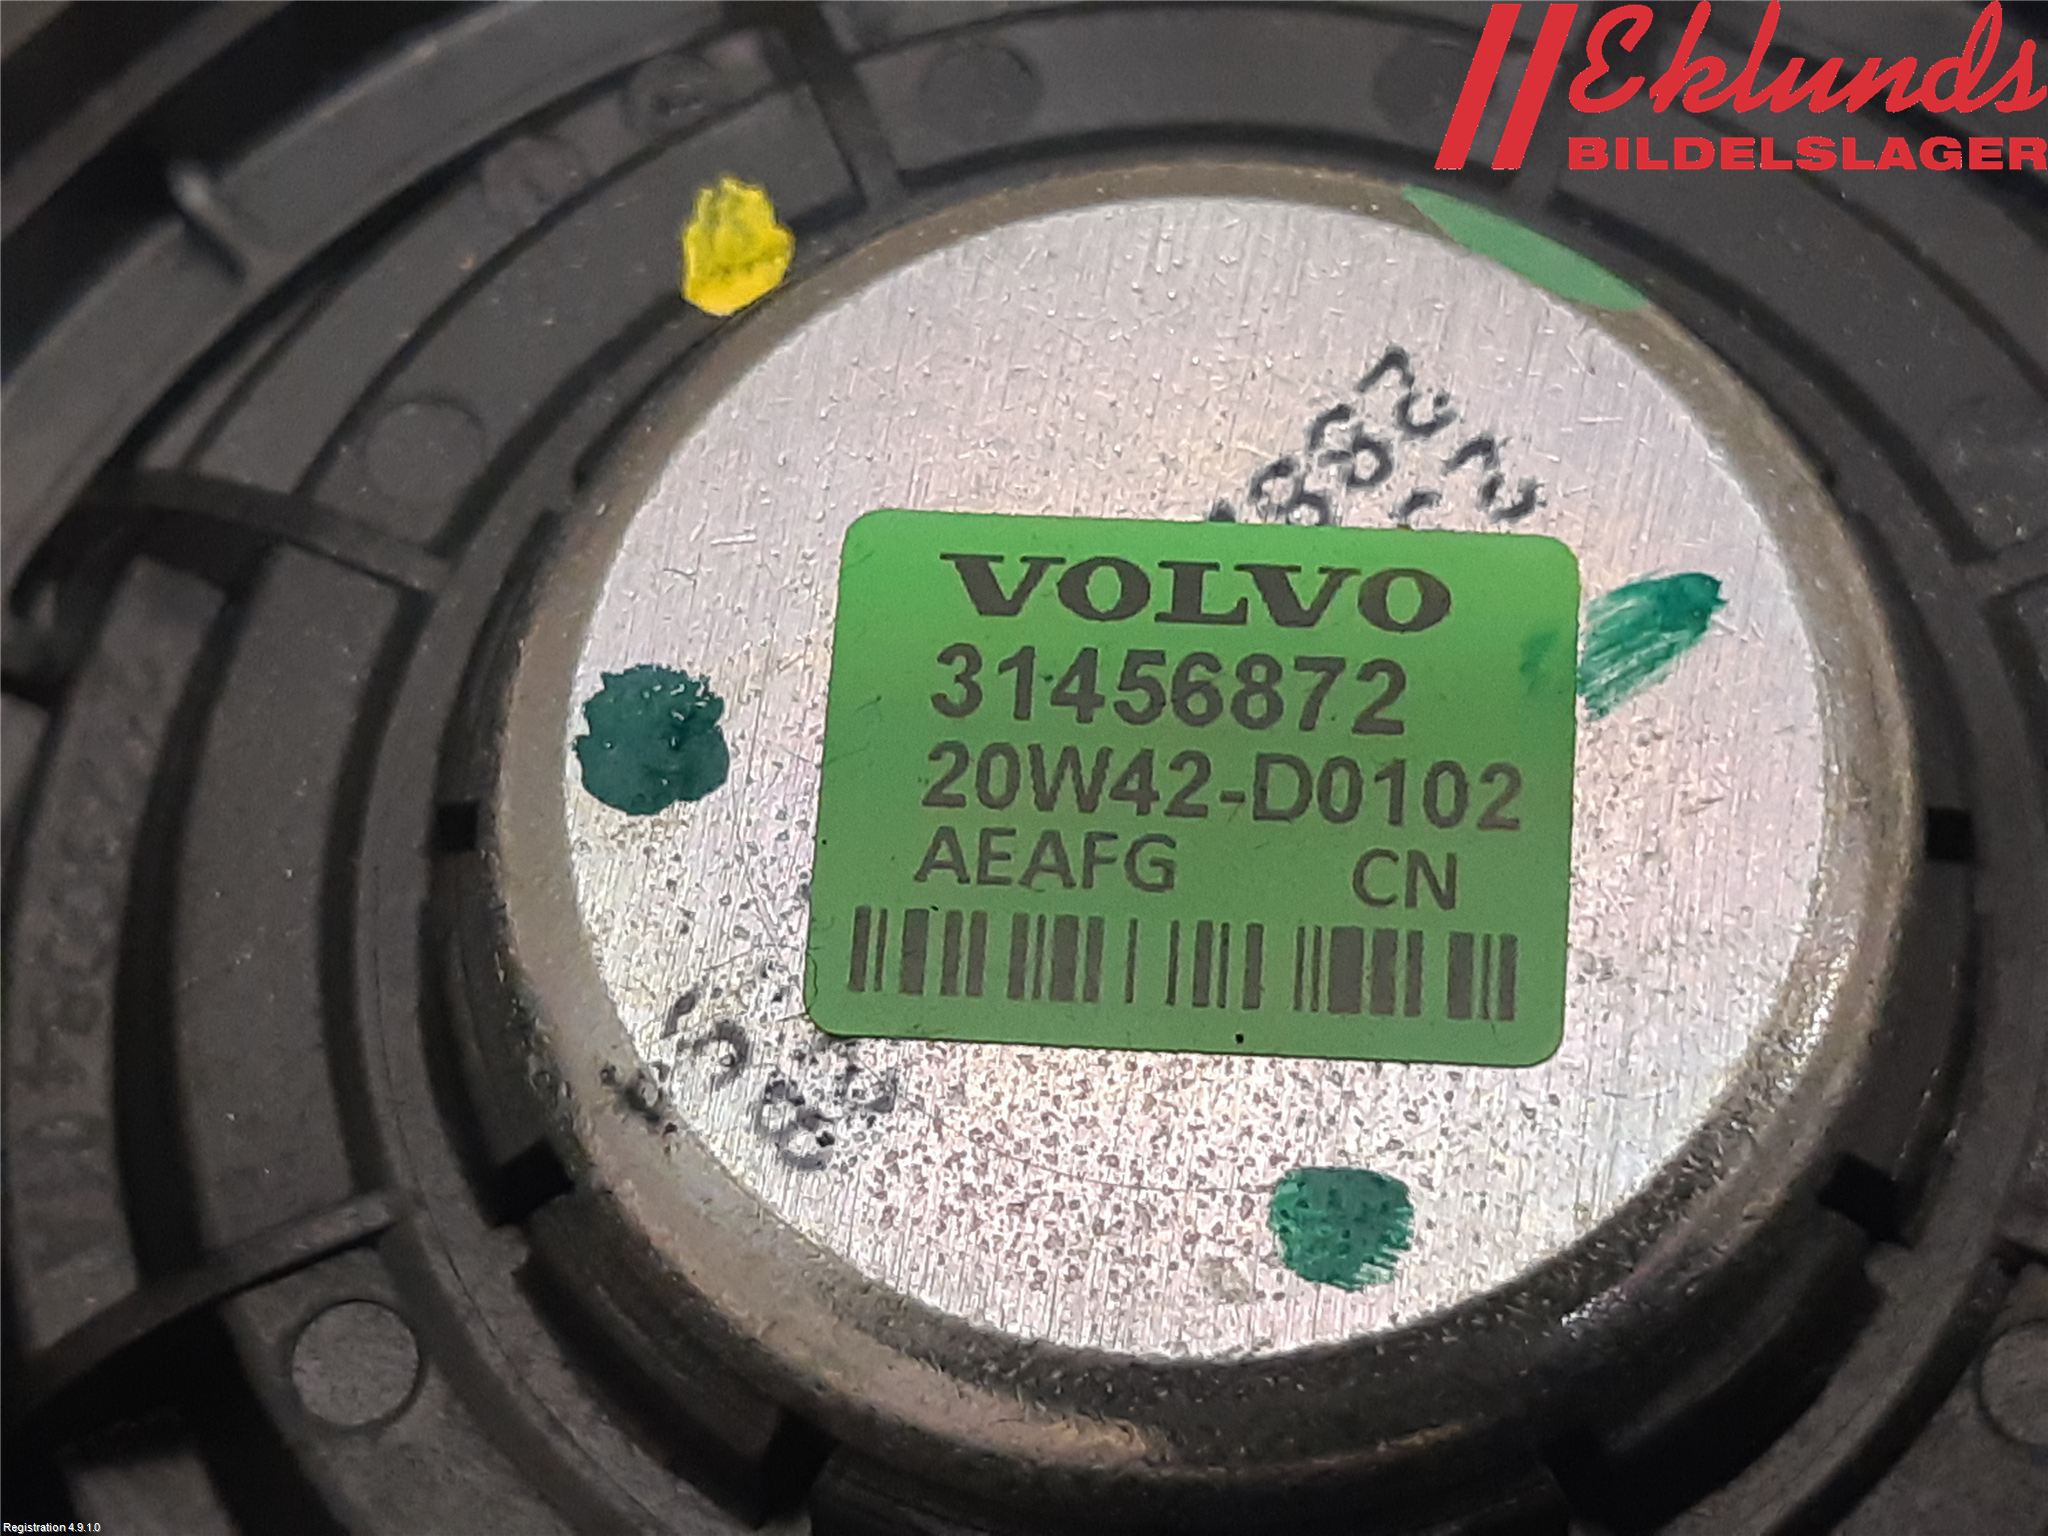 Eklunds
BILDELSLAGER
VOLVO
31456872
20W42-D0102
AEAFG CN
Registration 4.9.1.0